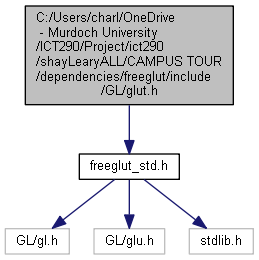 C:/Users/charl/OneDrive
- Murdoch University
/ICT290/Project/ict290
/shayLearyALL/CAMPUS TOUR
/dependencies/freeglut/include
/GL/glut.h
freeglut_std.h
GL/gl.h
GL/glu.h
stdlib.h